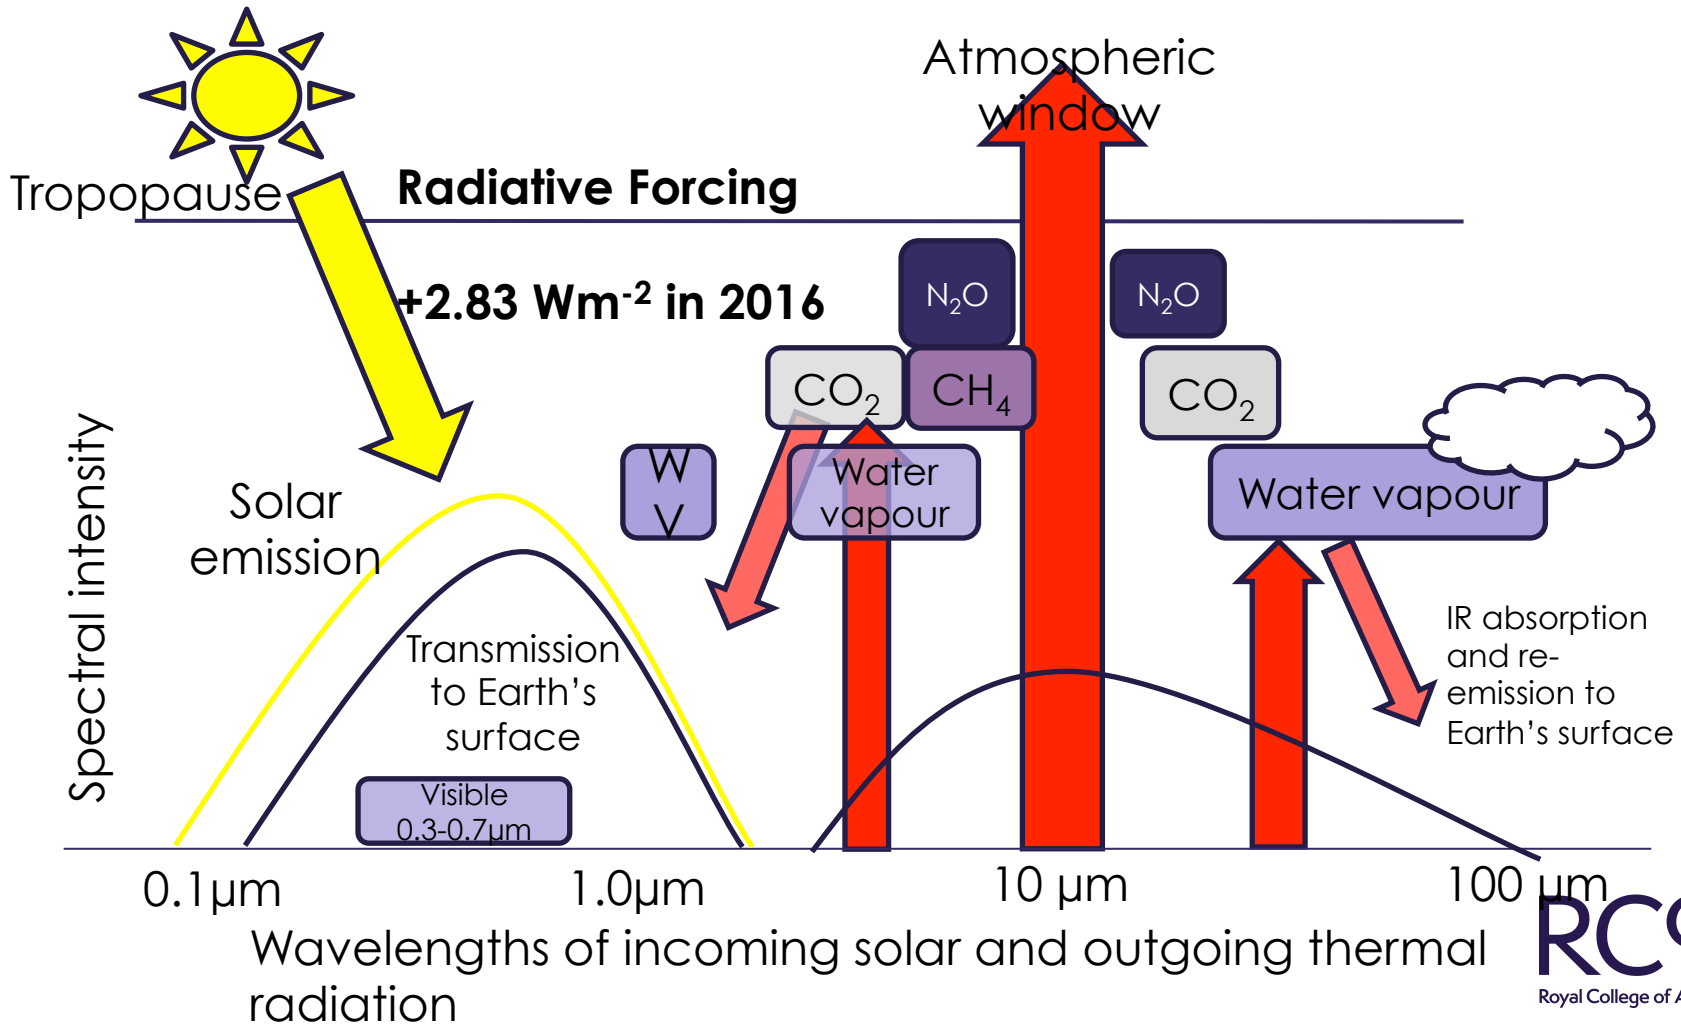 Atmospheric
window
Tropopause
Radiative Forcing
+2.83 Wm⁻² in 2016
N₂O
N₂O
CO₂
CH₄
CO₂
W
V
Water
vapour
Water vapour
Solar
emission
Spectral intensity
Transmission
to Earth's
surface
IR absorption
and re-
emission to
Earth's surface
Visible
0.3-0.7μm
0.1μm
1.0μm
10 μm
100 μm
Wavelengths of incoming solar and outgoing thermal
radiation
Royal College of